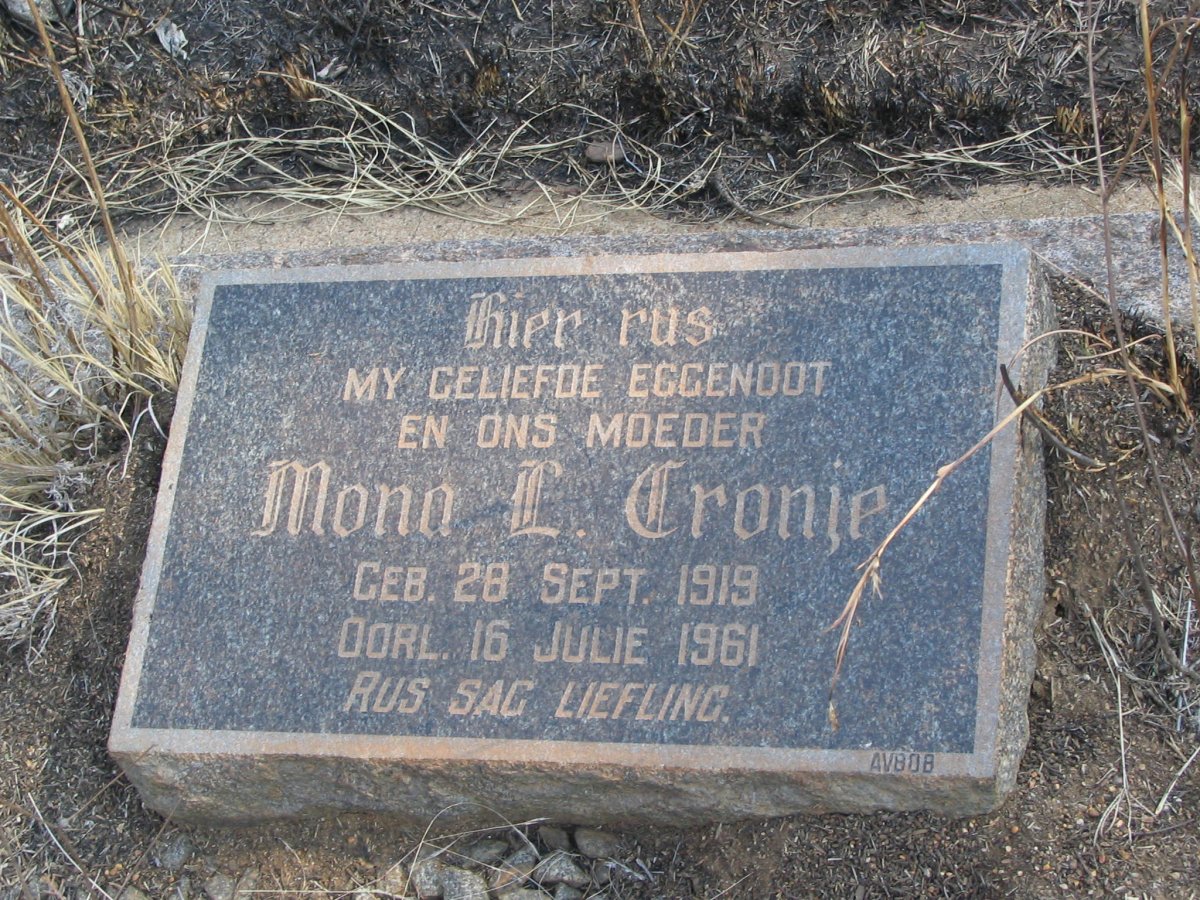 Hier rus
MY GELIEFDE EGGENOOT
EN ONS MOEDER
Mona L. Cronje
GEB. 28 SEPT. 1919
OORL. 16 JULIE 1961
RUS SAG LIEFLING.
AVBOB